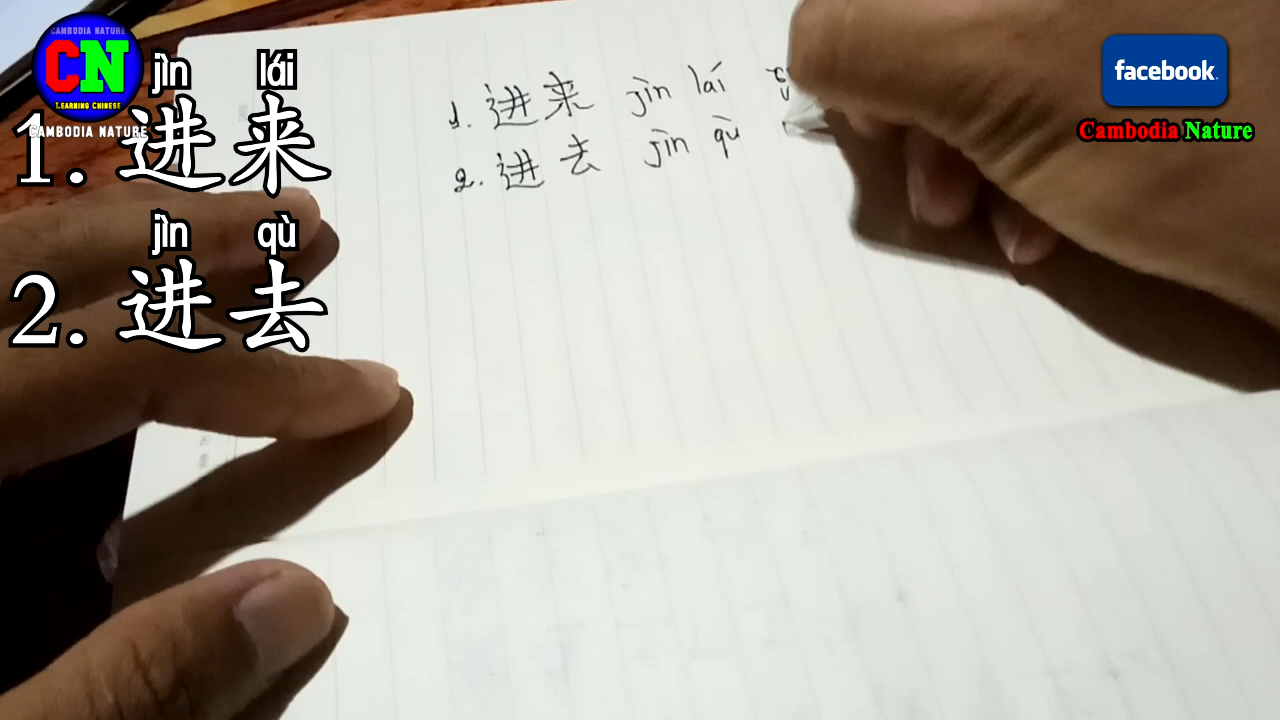 CAMBODIA NATURE
CN
LEARNING CHINESE
CAMBODIA NATURE
jìn lái
1. 进来
jìn qù
2. 进去
1. 进来 jìn lái
2. 进去 jìn qù
facebook
Cambodia Nature